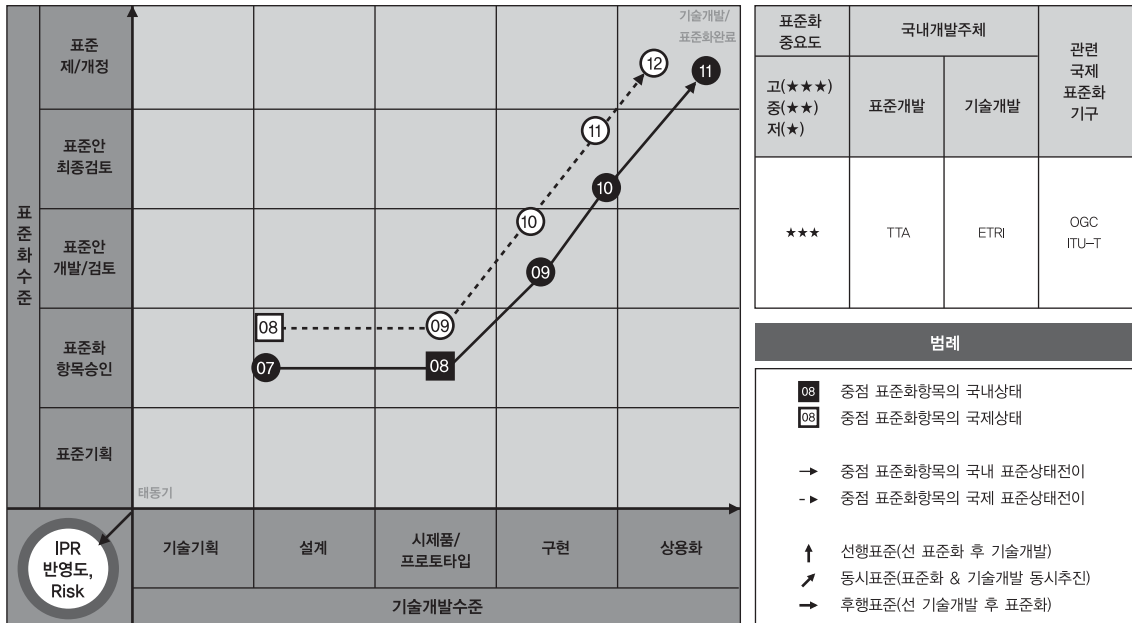 기술개발/
표준화완료
표준
제/개정
표준안
최종검토
표준안
개발/검토
표준화
항목승인
표준기획
표준화수준
12
11
11
10
10
09
08
09
07
08
태동기
IPR
반영도,
Risk
기술기획
설계
시제품/
프로토타입
구현
상용화
기술개발수준
표준화
중요도
국내개발주체
관련
국제
표준화
기구
고(★★★)
중(★★)
저(★)
표준개발
기술개발
★★★
TTA
ETRI
OGC
ITU-T
범례
08 중점 표준화항목의 국내상태
08 중점 표준화항목의 국제상태
중점 표준화항목의 국내 표준상태전이
중점 표준화항목의 국제 표준상태전이
선행표준(선 표준화 후 기술개발)
동시표준(표준화 & 기술개발 동시추진)
후행표준(선 기술개발 후 표준화)